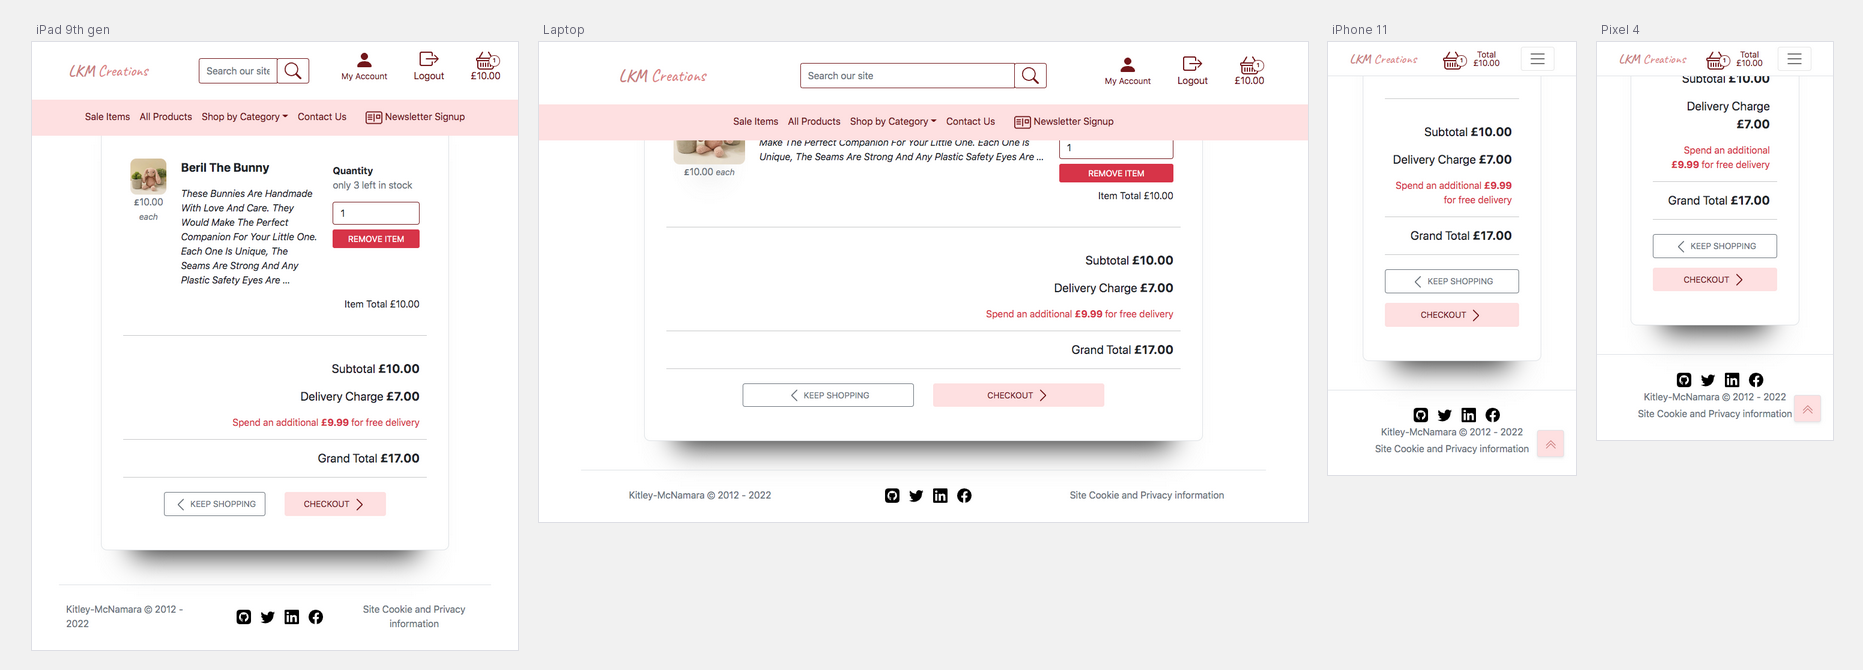 iPad 9th gen
LKM Creations
Search our site
My Account
Logout
1
£10.00
Sale Items
All Products
Shop by Category
Contact Us
Newsletter Signup
£10.00
each
Beril The Bunny
These Bunnies Are Handmade
With Love And Care. They
Would Make The Perfect
Companion For Your Little One.
Each One Is Unique, The
Seams Are Strong And Any
Plastic Safety Eyes Are ...
Quantity
only 3 left in stock
1
REMOVE ITEM
Item Total £10.00
Subtotal £10.00
Delivery Charge £7.00
Spend an additional £9.99 for free delivery
Grand Total £17.00
KEEP SHOPPING
CHECKOUT
Kitley-McNamara © 2012 -
2022
Site Cookie and Privacy
information
Laptop
LKM Creations
Search our site
My Account
Logout
1
£10.00
Sale Items
All Products
Shop by Category
Contact Us
Newsletter Signup
£10.00 each
Make The Perfect Companion For Your Little One. Each One Is
Unique, The Seams Are Strong And Any Plastic Safety Eyes Are ...
1
REMOVE ITEM
Item Total £10.00
Subtotal £10.00
Delivery Charge £7.00
Spend an additional £9.99 for free delivery
Grand Total £17.00
KEEP SHOPPING
CHECKOUT
Kitley-McNamara © 2012 - 2022
Site Cookie and Privacy information
iPhone 11
LKM Creations
1
Total
£10.00
Subtotal £10.00
Delivery Charge £7.00
Spend an additional £9.99
for free delivery
Grand Total £17.00
KEEP SHOPPING
CHECKOUT
Kitley-McNamara © 2012 - 2022
Site Cookie and Privacy information
Pixel 4
LKM Creations
1
Total
£10.00
Subtotal £10.00
Delivery Charge
£7.00
Spend an additional
£9.99 for free delivery
Grand Total £17.00
KEEP SHOPPING
CHECKOUT
Kitley-McNamara © 2012 - 2022
Site Cookie and Privacy information